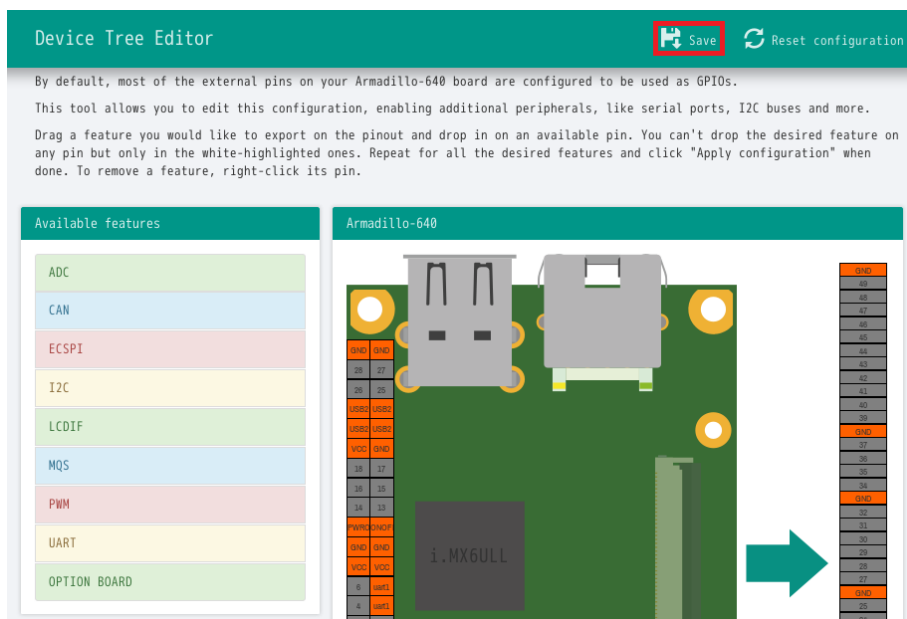 Device Tree Editor
Save
Reset configuration
By default, most of the external pins on your Armadillo-640 board are configured to be used as GPIOs.
This tool allows you to edit this configuration, enabling additional peripherals, like serial ports, I2C buses and more.
Drag a feature you would like to export on the pinout and drop in on an available pin. You can't drop the desired feature on
any pin but only in the white-highlighted ones. Repeat for all the desired features and click "Apply configuration" when
done. To remove a feature, right-click its pin.
Available features
ADC
CAN
ECSPI
I2C
LCDIF
MQS
PWM
UART
OPTION BOARD
Armadillo-640
GND GND
28 27
26 25
USB2 USB2
USB2 USB2
VCC GND
18 17
16 15
14 13
PWRO ONOF
GND GND
VCC VCC
6 uat1
4 uat1
i.MX6ULL
GND
49
48
47
46
45
44
43
42
41
40
39
GND
37
36
35
34
GND
32
31
30
29
28
27
GND
25